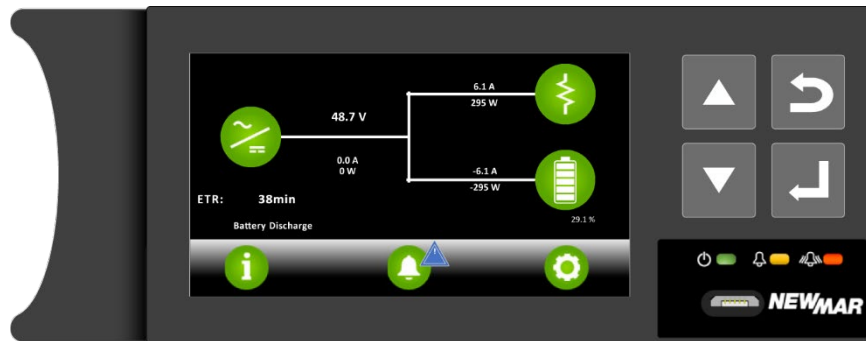 6.1 A
295 W
48.7 V
0.0 A
0 W
-6.1 A
-295 W
ETR: 38min
29.1 %
Battery Discharge
i
NEWMAR